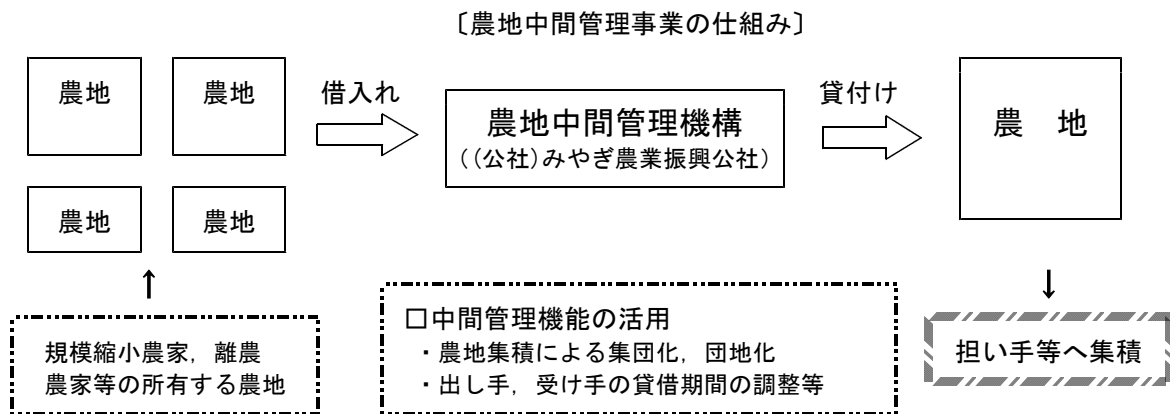 〔農地中間管理事業の仕組み〕
農地
農地
借入れ
農地中間管理機構
((公社)みやぎ農業振興公社)
貸付け
農　地
農地
農地
↑
↓
規模縮小農家，離農
農家等の所有する農地
□中間管理機能の活用
・農地集積による集団化，団地化
・出し手，受け手の貸借期間の調整等
担い手等へ集積